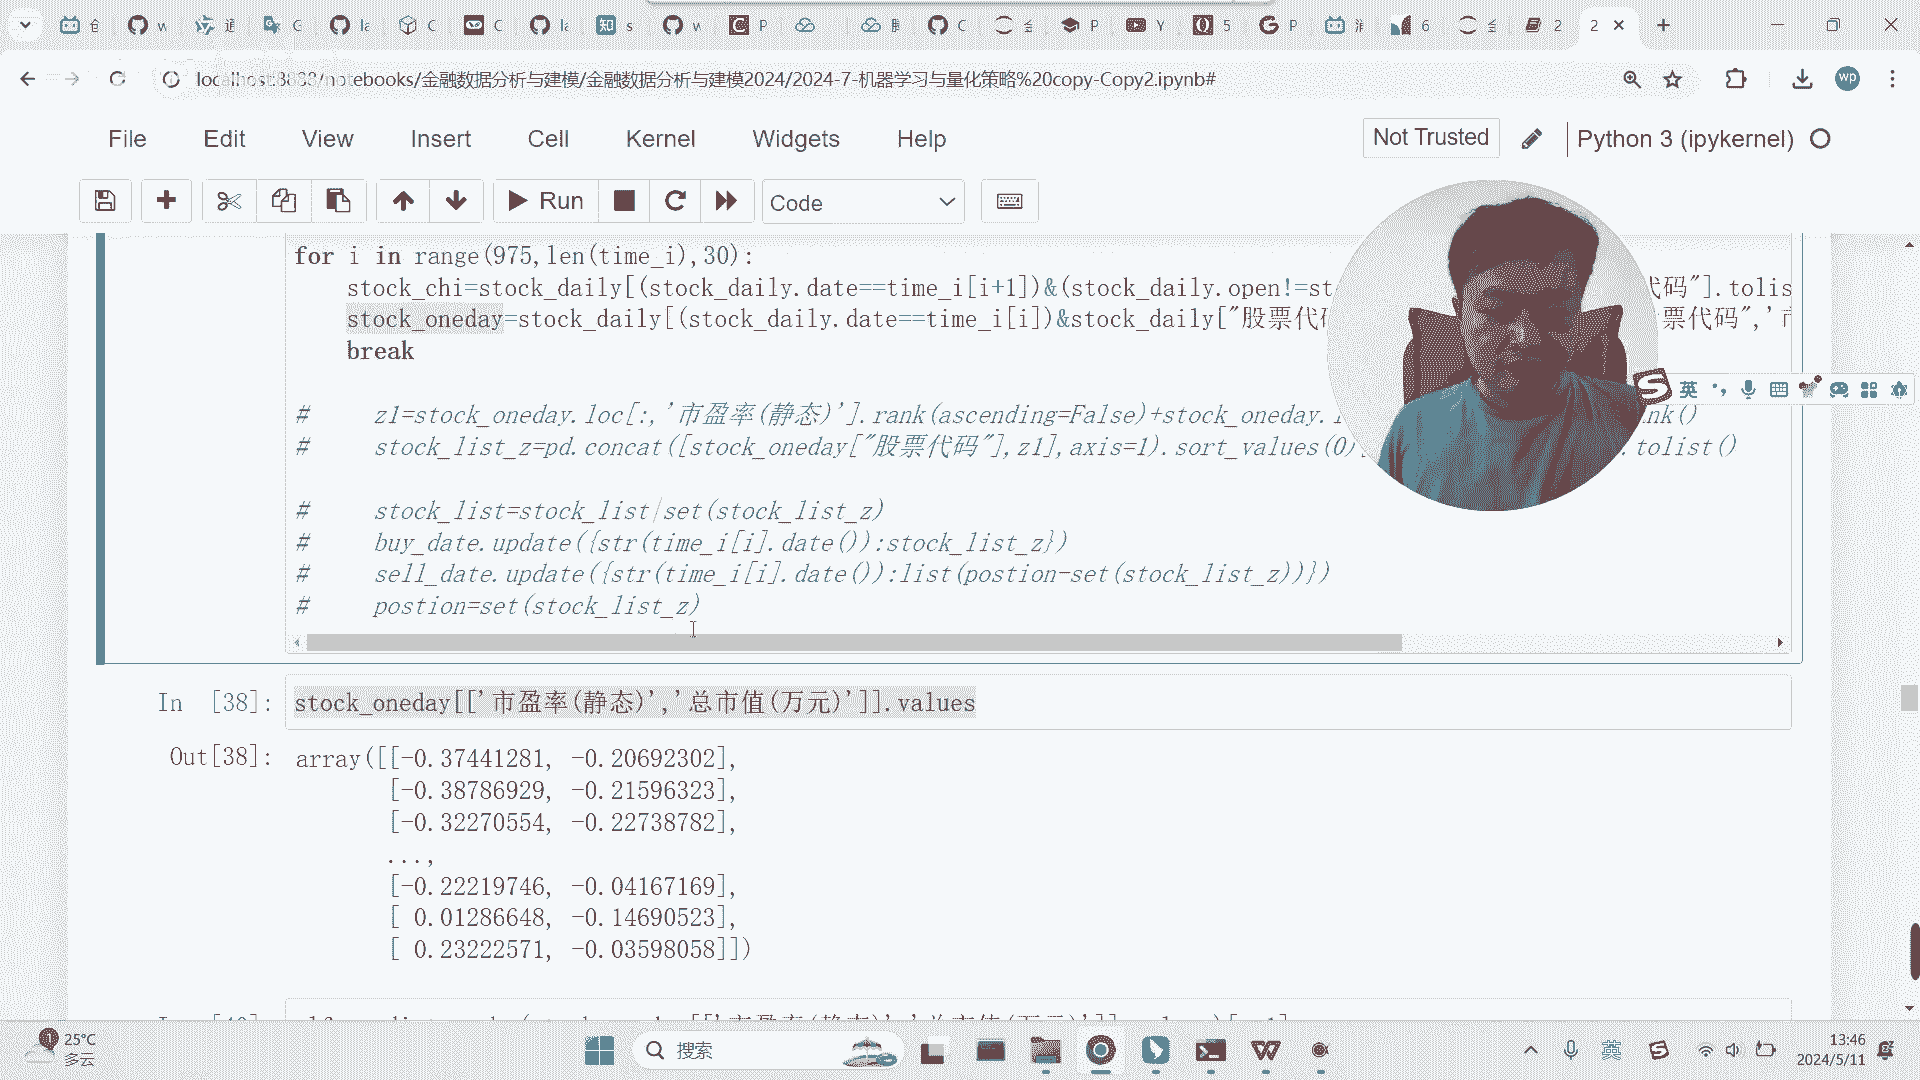 2
localhost:8888/notebooks/金融数据分析与建模/金融数据分析与建模2024/2024-7-机器学习与量化策略%20copy-Copy2.ipynb#
wp
File Edit View Insert Cell Kernel Widgets Help
Not Trusted
Python 3 (ipykernel)
Run
Code
for i in range(975,len(time_i),30):
stock_chi=stock_daily[(stock_daily.date==time_i[i+1])&(stock_daily.open!=st 代码"].tolis
stock_oneday=stock_daily[(stock_daily.date==time_i[i])&stock_daily["股票代 票代码",'市
break
# z1=stock_oneday.loc[:,'市盈率(静态)'].rank(ascending=False)+stock_oneday. nk()
# stock_list_z=pd.concat([stock_oneday["股票代码"],z1],axis=1).sort_values(0) .tolist()
# stock_list=stock_list|set(stock_list_z)
# buy_date.update({str(time_i[i].date()):stock_list_z})
# sell_date.update({str(time_i[i].date()):list(postion-set(stock_list_z))})
# postion=set(stock_list_z)
英
In [38]:
stock_oneday[['市盈率(静态)','总市值(万元)']].values
Out[38]:
array([[-0.37441281, -0.20692302],
[-0.38786929, -0.21596323],
[-0.32270554, -0.22738782],
...,
[-0.22219746, -0.04167169],
[ 0.01286648, -0.14690523],
[ 0.23222571, -0.03598058]])
25°C
多云
搜索
英
13:46
2024/5/11